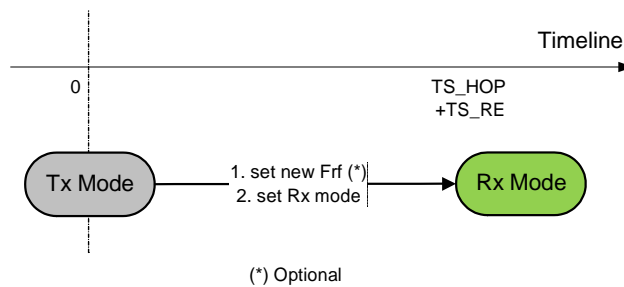 Timeline
0
TS_HOP
+TS_RE
Tx Mode
1. set new Frf (*)
2. set Rx mode
Rx Mode
(*) Optional